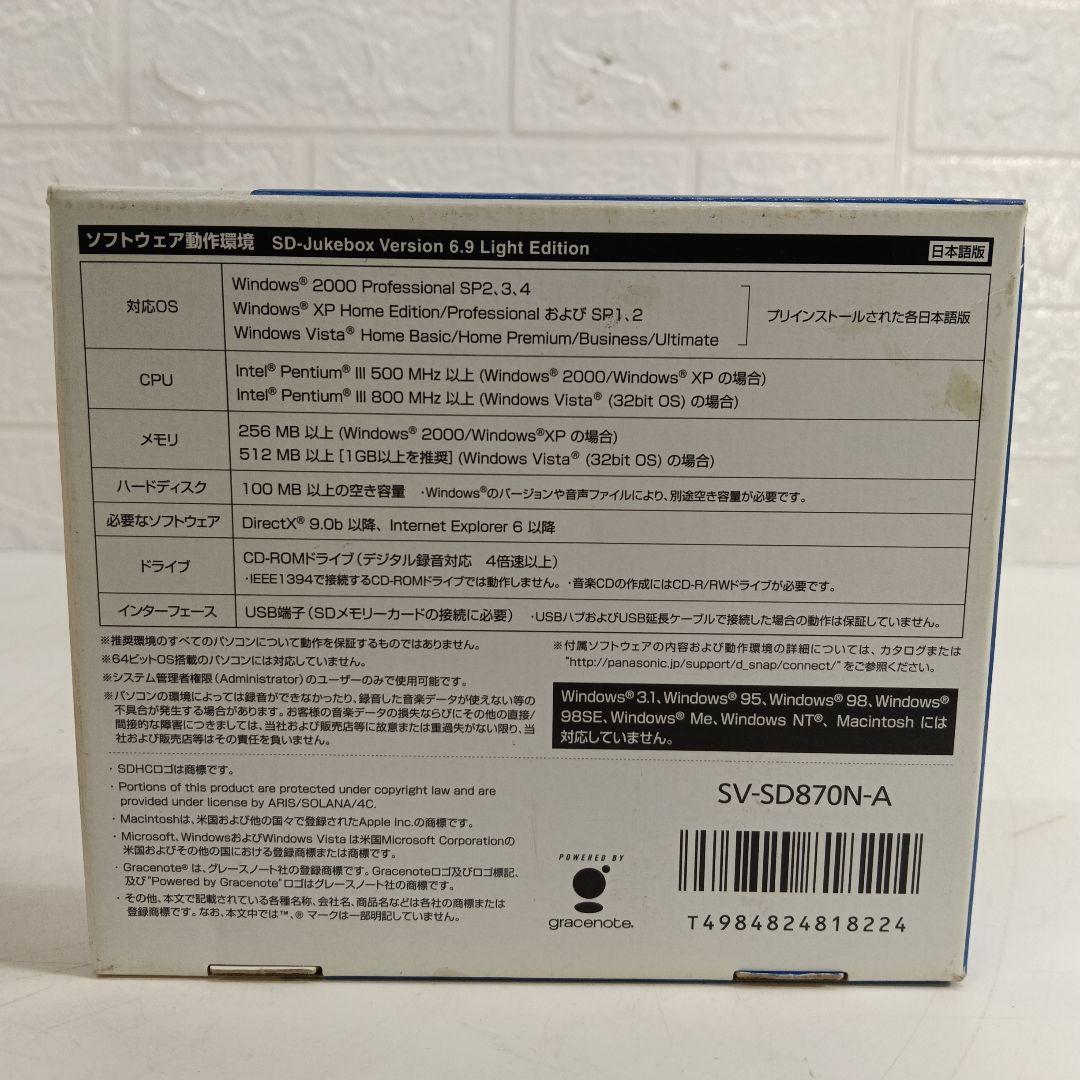 ソフトウェア動作環境 SD-Jukebox Version 6.9 Light Edition 日本語版
対応OS
Windows® 2000 Professional SP2、3、4
Windows® XP Home Edition/Professional および SP1、2
Windows Vista® Home Basic/Home Premium/Business/Ultimate
プリインストールされた各日本語版
CPU
Intel® Pentium® III 500 MHz 以上 (Windows® 2000/Windows® XP の場合)
Intel® Pentium® III 800 MHz 以上 (Windows Vista® (32bit OS) の場合)
メモリ
256 MB 以上 (Windows® 2000/Windows®XP の場合)
512 MB 以上 [1GB以上を推奨] (Windows Vista® (32bit OS) の場合)
ハードディスク
100 MB 以上の空き容量 ・Windows®のバージョンや音声ファイルにより、別途空き容量が必要です。
必要なソフトウェア
DirectX® 9.0b 以降、Internet Explorer 6 以降
ドライブ
CD-ROMドライブ(デジタル録音対応 4倍速以上)
・IEEE1394で接続するCD-ROMドライブでは動作しません。・音楽CDの作成にはCD-R/RWドライブが必要です。
インターフェース
USB端子(SDメモリーカードの接続に必要) ・USBハブおよびUSB延長ケーブルで接続した場合の動作は保証していません。
※推奨環境のすべてのパソコンについて動作を保証するものではありません。
※64ビットOS搭載のパソコンには対応していません。
※システム管理者権限(Administrator)のユーザーのみで使用可能です。
※パソコンの環境によっては録音ができなかったり、録音した音楽データが使えない等の
不具合が発生する場合があります。お客様の音楽データの損失ならびにその他の直接/
間接的な障害につきましては、当社および販売店等に故意または重過失がない限り、当
社および販売店等はその責任を負いません。
※付属ソフトウェアの内容および動作環境の詳細については、カタログまたは
"http://panasonic.jp/support/d_snap/connect/" をご参照ください。
Windows® 3.1、Windows® 95、Windows® 98、Windows®
98SE、Windows® Me、Windows NT®、Macintosh には
対応していません。
・SDHCロゴは商標です。
・Portions of this product are protected under copyright law and are
provided under license by ARIS/SOLANA/4C.
・Macintoshは、米国および他の国々で登録されたApple Inc.の商標です。
・Microsoft、WindowsおよびWindows Vista は米国Microsoft Corporationの
米国およびその他の国における登録商標または商標です。
・Gracenote® は、グレースノート社の登録商標です。Gracenoteロゴ及びロゴ標記、
及び"Powered by Gracenote"ロゴはグレースノート社の商標です。
・その他、本文で記載されている各種名称、会社名、商品名などは各社の商標または
登録商標です。なお、本文中では™、® マークは一部明記していません。
POWERED BY
gracenote®
SV-SD870N-A
T4984824818224